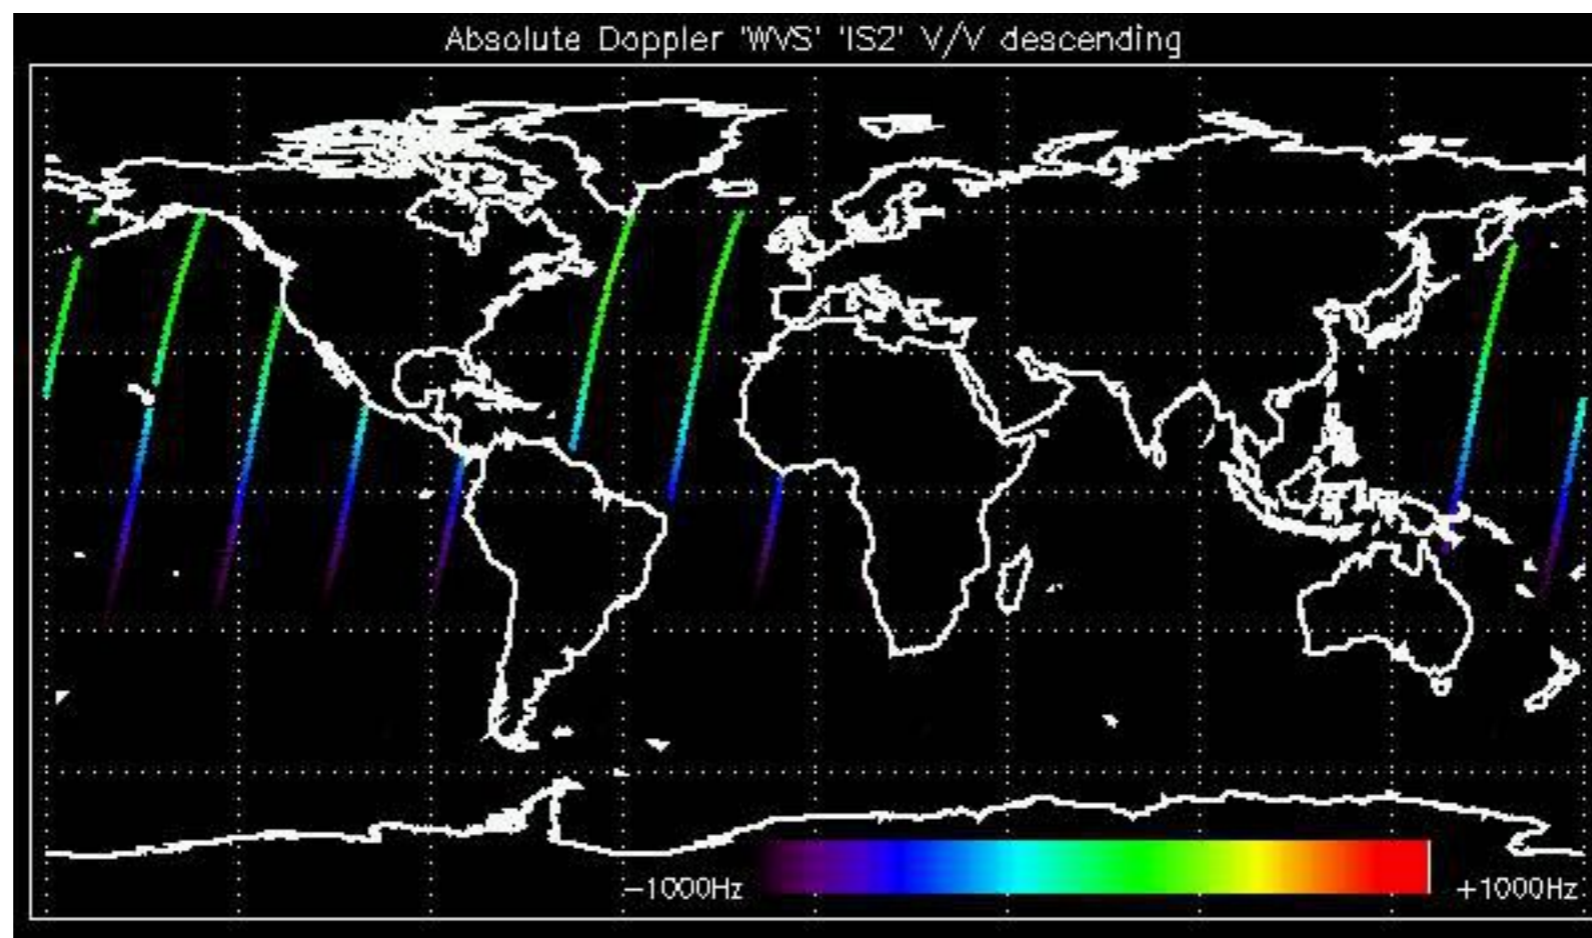 Absolute Doppler 'WVS' 'IS2' V/V descending
−1000Hz
+1000Hz